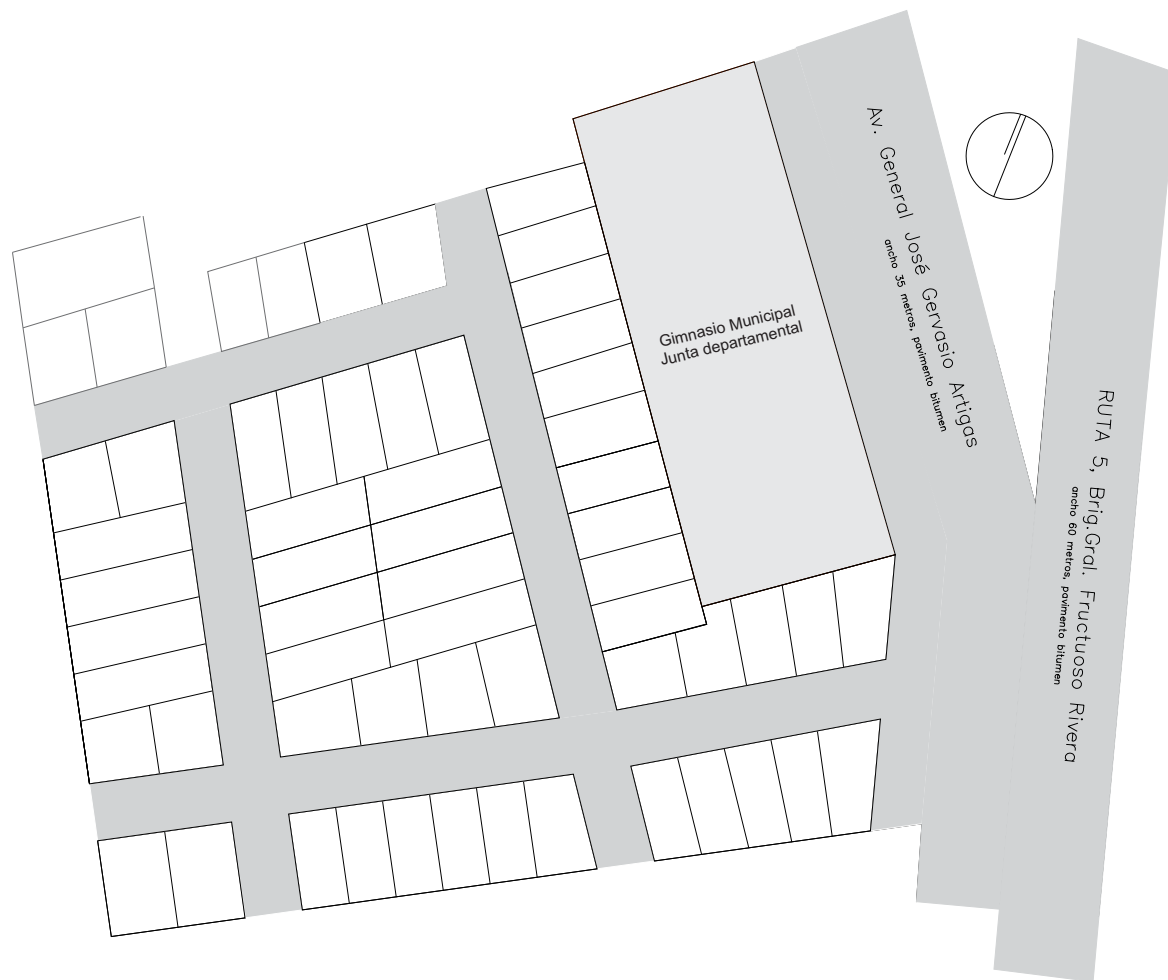 Av. General José Gervasio Artigas
ancho 35 metros, pavimento bitumen
Gimnasio Municipal
Junta departamental
RUTA 5, Brig.Gral. Fructuoso Rivera
ancho 60 metros, pavimento bitumen